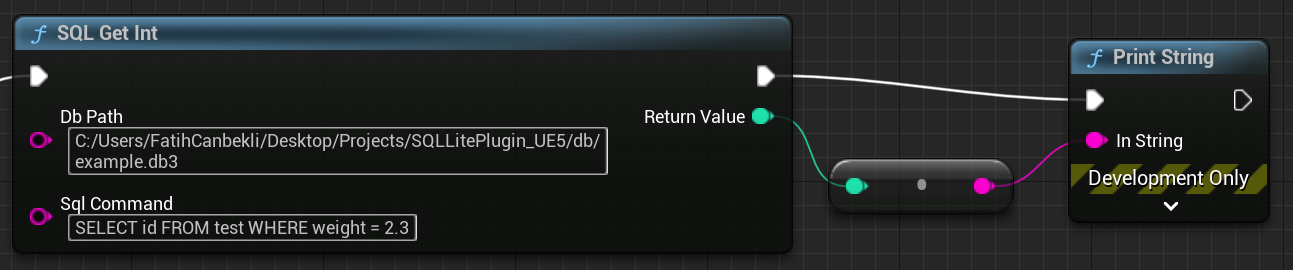 f SQL Get Int
Db Path
C:/Users/FatihCanbekli/Desktop/Projects/SQLLitePlugin_UE5/db/
example.db3
Sql Command
SELECT id FROM test WHERE weight = 2.3
Return Value
f Print String
In String
Development Only